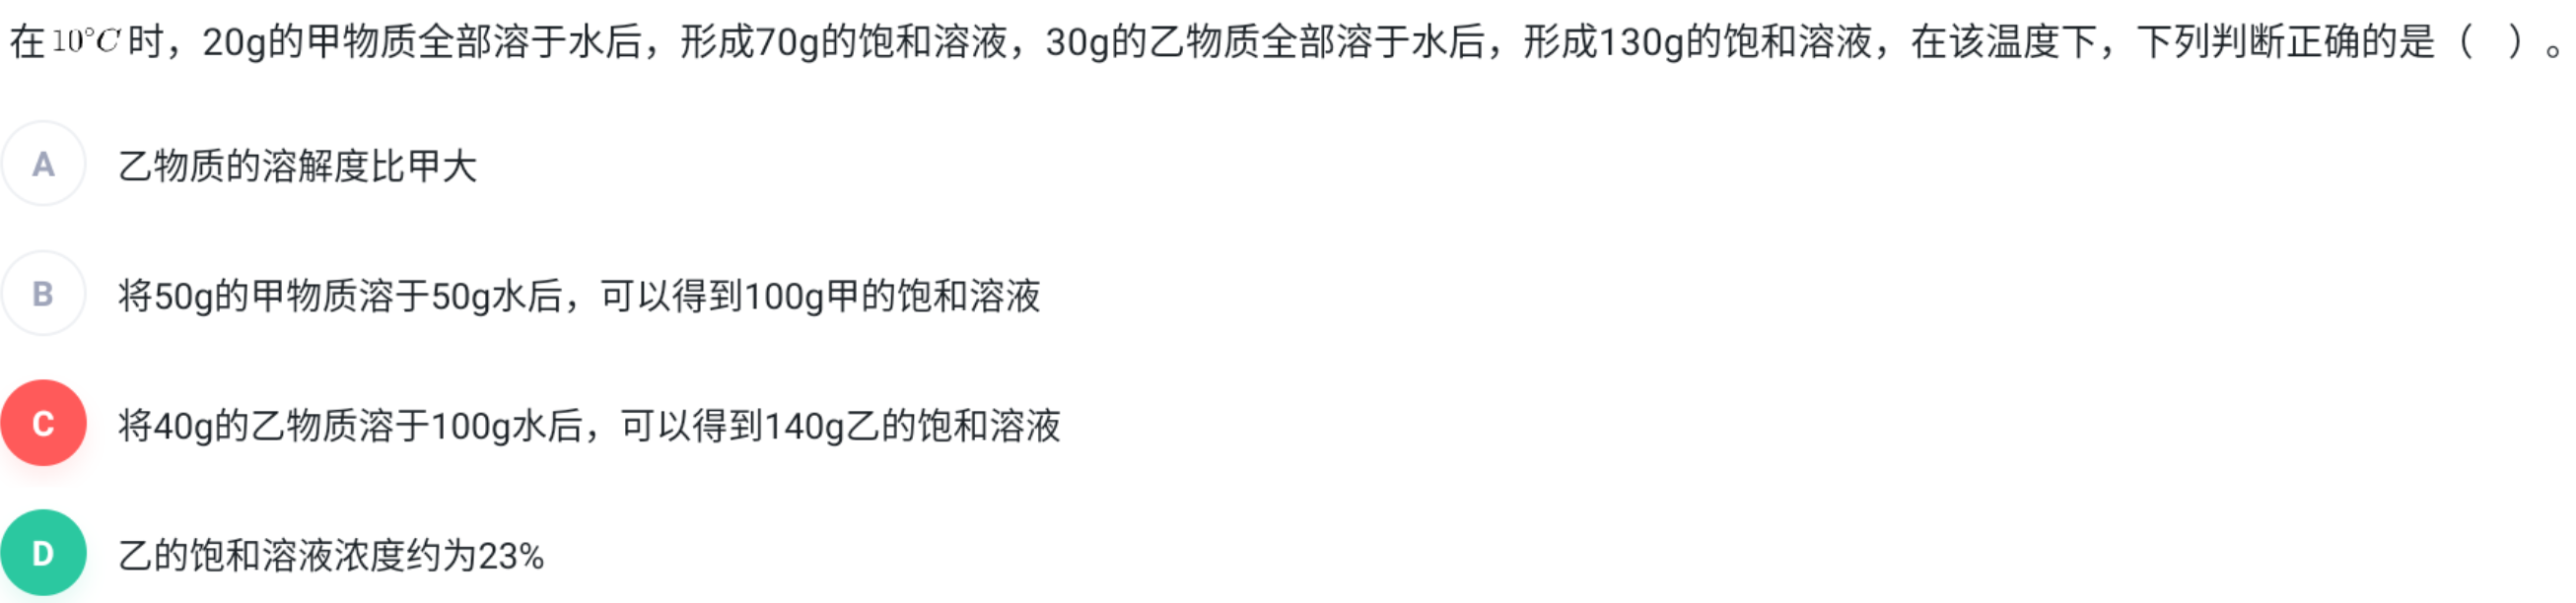 在10°C时，20g的甲物质全部溶于水后，形成70g的饱和溶液，30g的乙物质全部溶于水后，形成130g的饱和溶液，在该温度下，下列判断正确的是（ ）。
A 乙物质的溶解度比甲大
B 将50g的甲物质溶于50g水后，可以得到100g甲的饱和溶液
C 将40g的乙物质溶于100g水后，可以得到140g乙的饱和溶液
D 乙的饱和溶液浓度约为23%